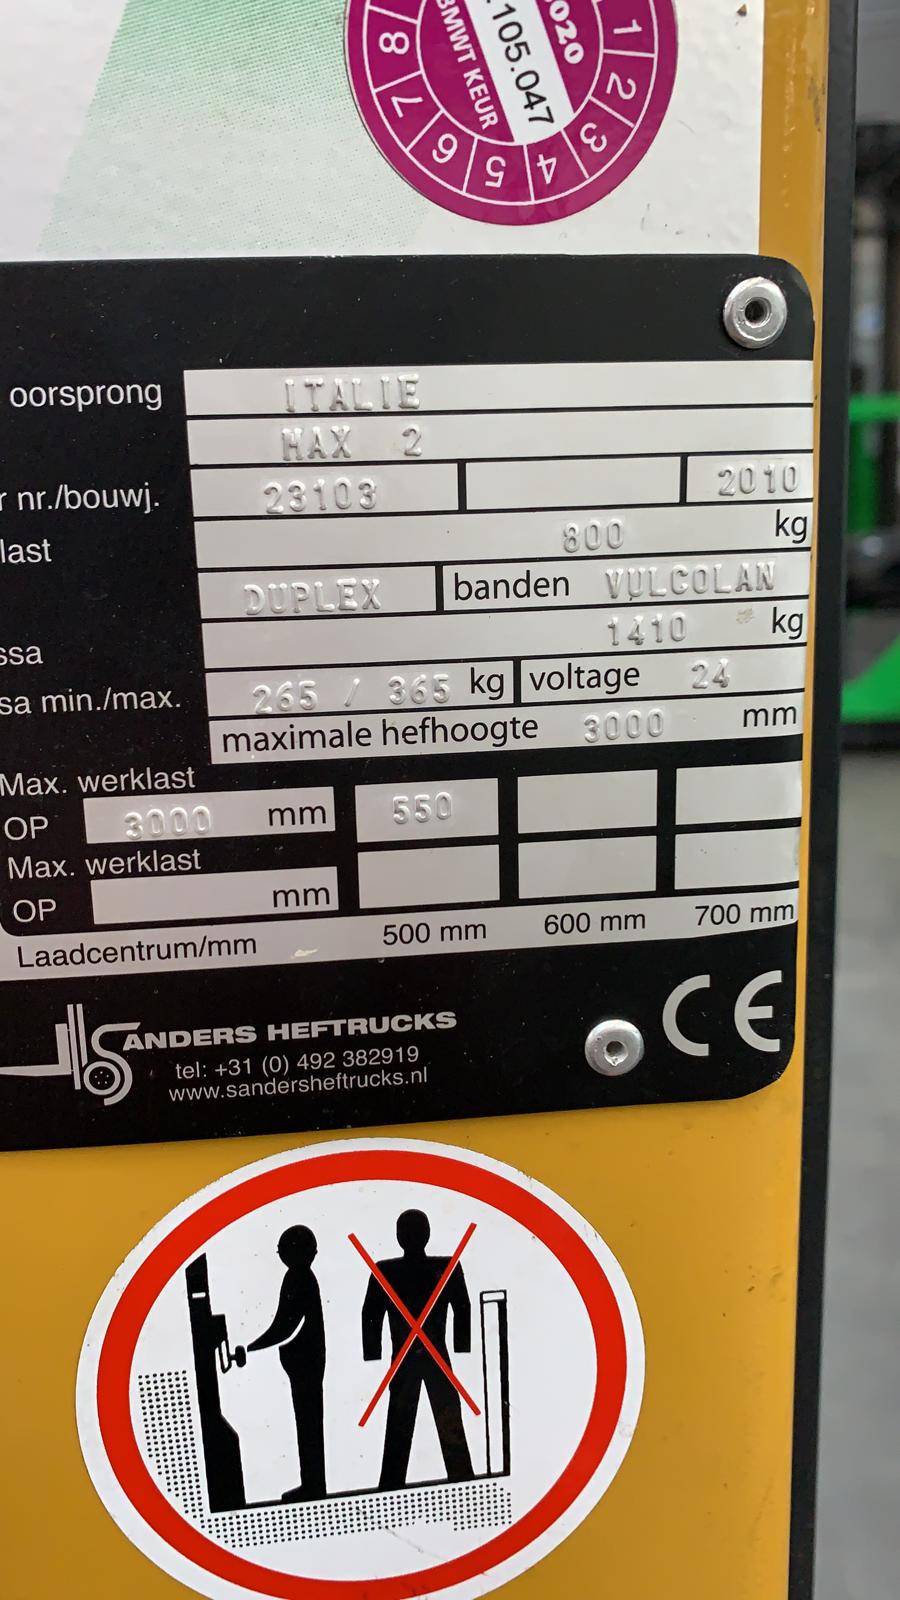 8 7 6 5 4 3 2 1
BMWT KEUR
.105.047
2020
oorsprong ITALIE
MAX 2
r nr./bouwj. 23103 2010
last 800 kg
DUPLEX banden VULCOLAN
ssa 1410 kg
sa min./max. 265 / 365 kg voltage 24
maximale hefhoogte 3000 mm
Max. werklast
OP 3000 mm 550
Max. werklast
OP mm
Laadcentrum/mm 500 mm 600 mm 700 mm
SANDERS HEFTRUCKS
tel: +31 (0) 492 382919
www.sandersheftrucks.nl
CE